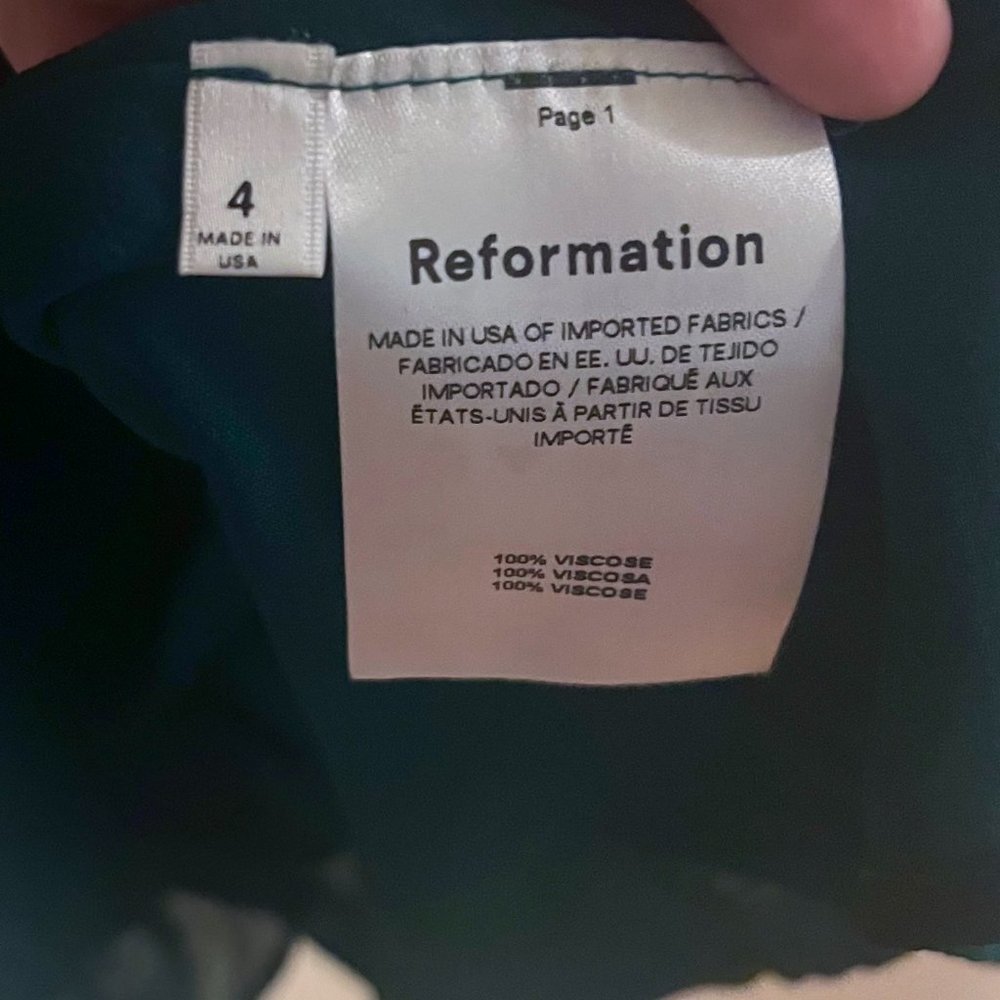 4
MADE IN
USA
Page 1
Reformation
MADE IN USA OF IMPORTED FABRICS /
FABRICADO EN EE. UU. DE TEJIDO
IMPORTADO / FABRIQUÉ AUX
ÉTATS-UNIS À PARTIR DE TISSU
IMPORTÉ
100% VISCOSE
100% VISCOSA
100% VISCOSE